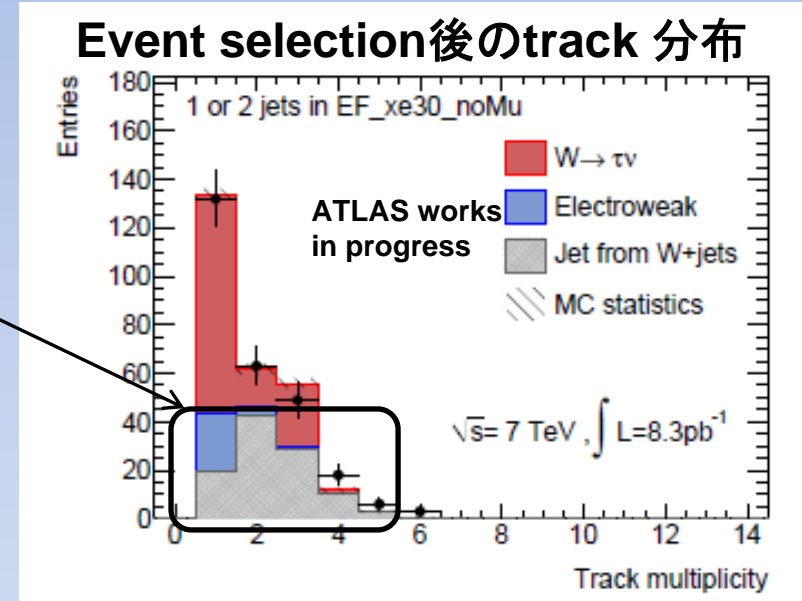 Event selection後のtrack 分布
Entries
180
160
140
120
100
80
60
40
20
0
1 or 2 jets in EF_xe30_noMu
W→ τν
Electroweak
Jet from W+jets
MC statistics
ATLAS works
in progress
√s= 7 TeV ,∫ L=8.3pb⁻¹
0 2 4 6 8 10 12 14
Track multiplicity